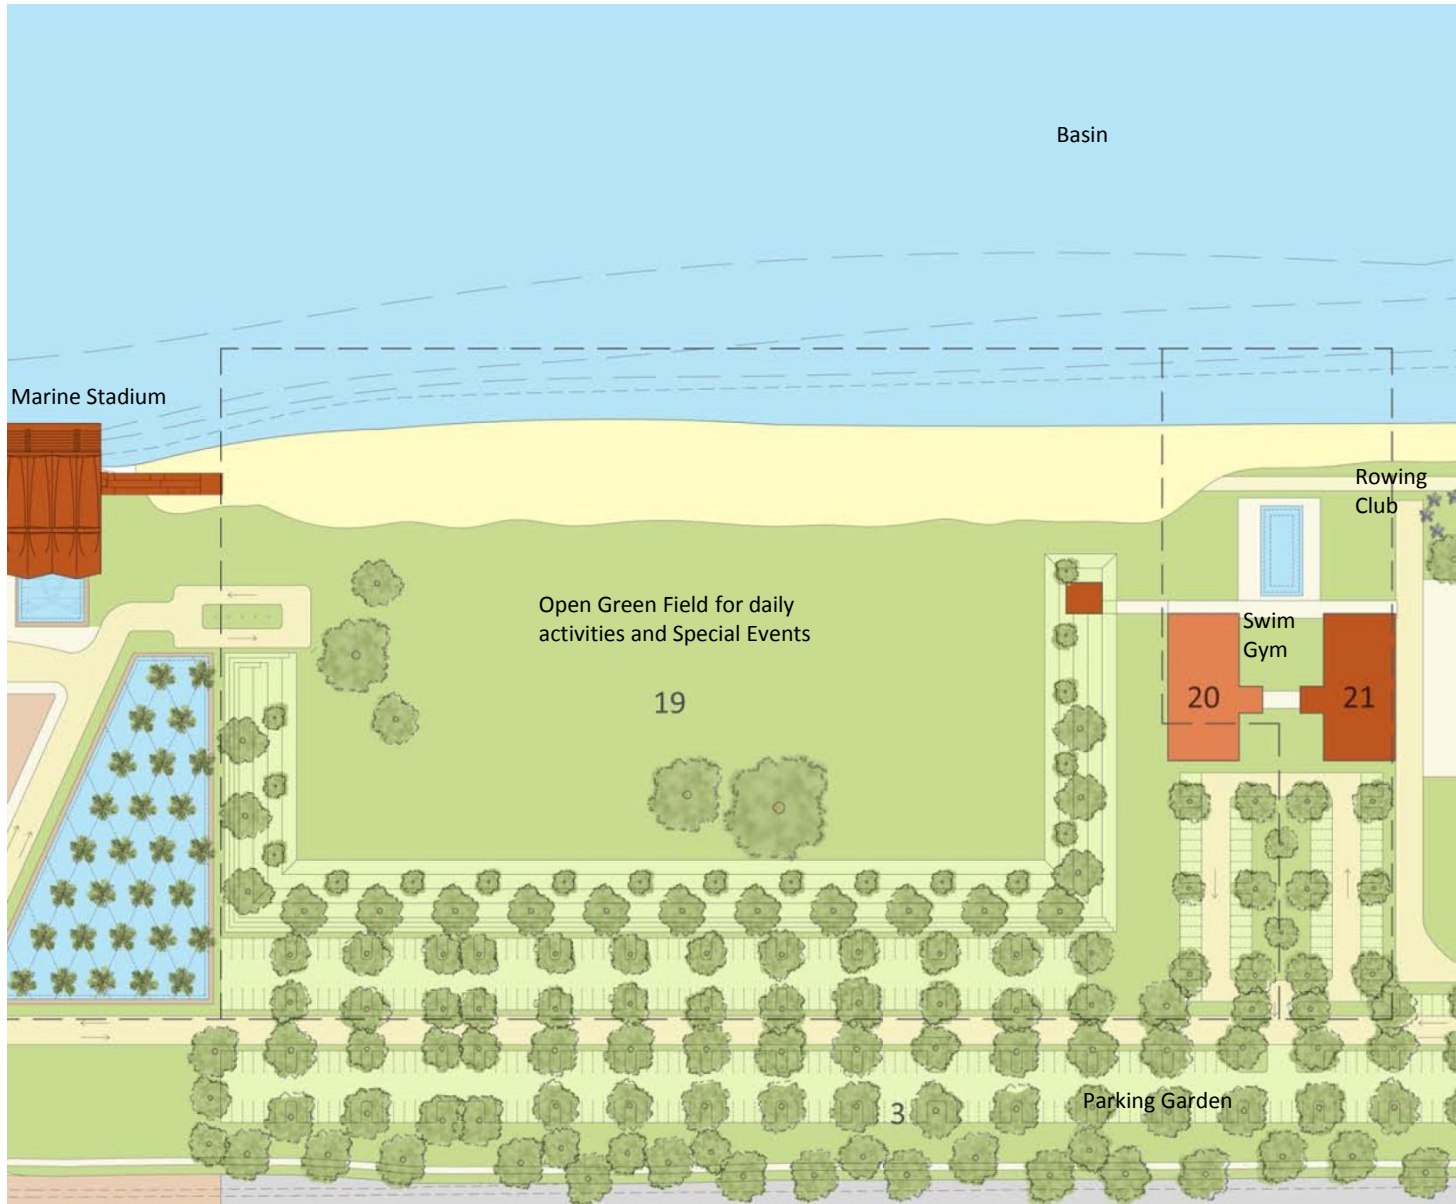 Basin
Marine Stadium
Rowing
Club
Open Green Field for daily
activities and Special Events
Swim
Gym
19
20
21
Parking Garden
3